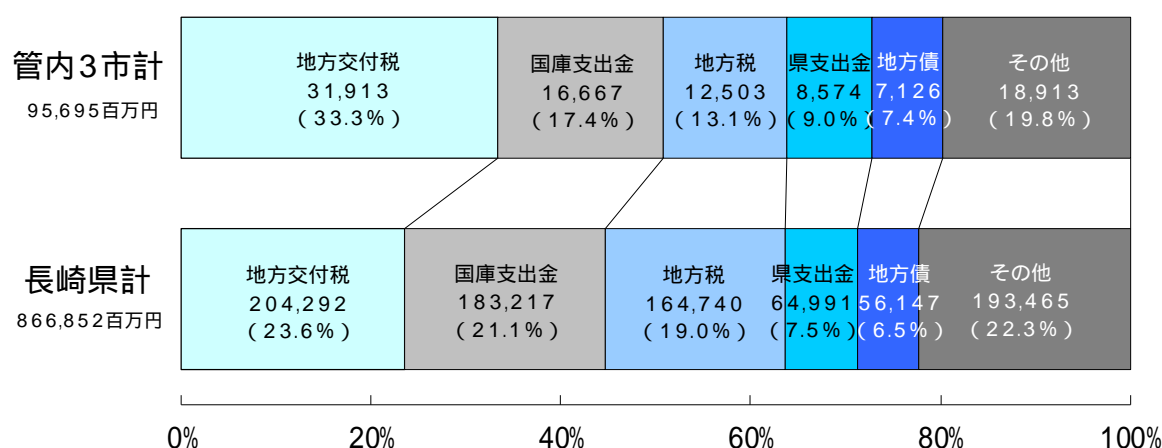 管内3市計
95,695百万円
地方交付税
31,913
(33.3%)
国庫支出金
16,667
(17.4%)
地方税
12,503
(13.1%)
県支出金
8,574
(9.0%)
地方債
7,126
(7.4%)
その他
18,913
(19.8%)
長崎県計
866,852百万円
地方交付税
204,292
(23.6%)
国庫支出金
183,217
(21.1%)
地方税
164,740
(19.0%)
県支出金
64,991
(7.5%)
地方債
56,147
(6.5%)
その他
193,465
(22.3%)
0% 20% 40% 60% 80% 100%